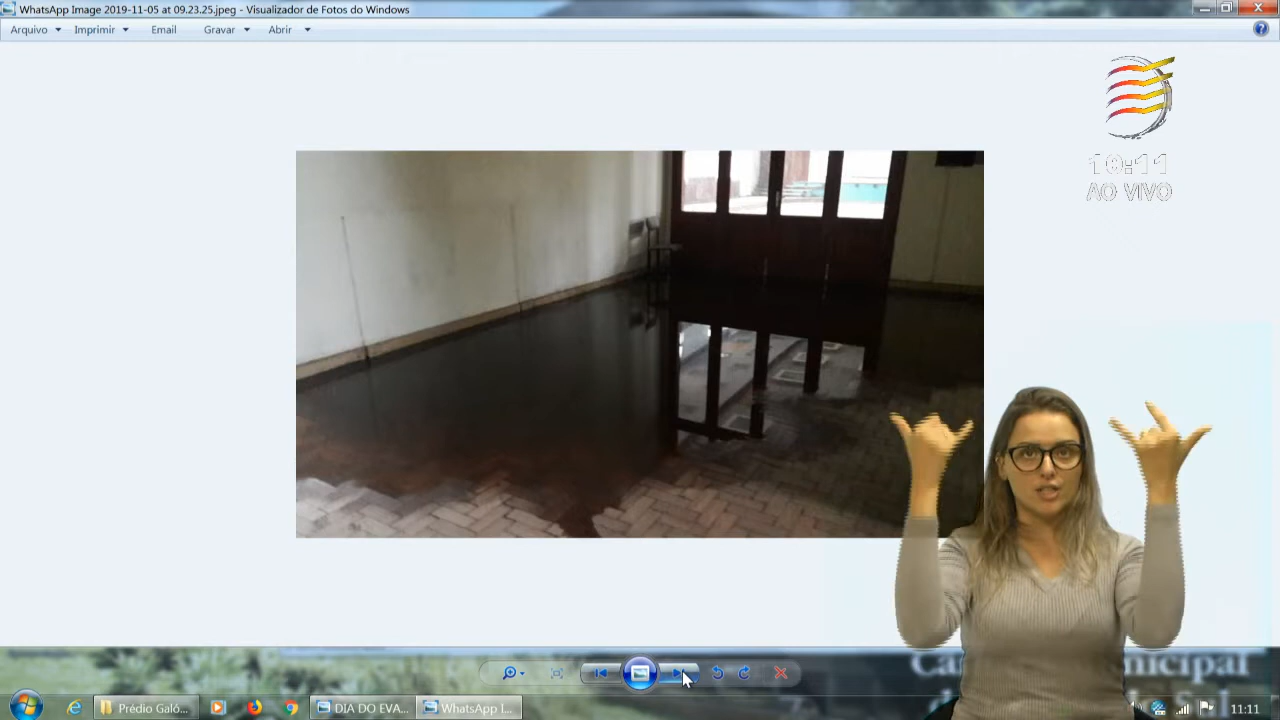 WhatsApp Image 2019-11-05 at 09.23.25.jpeg - Visualizador de Fotos do Windows
Arquivo Imprimir Email Gravar Abrir
10:11
AO VIVO
Municipal
Prédio Galó... DIA DO EVA... WhatsApp I... 11:11